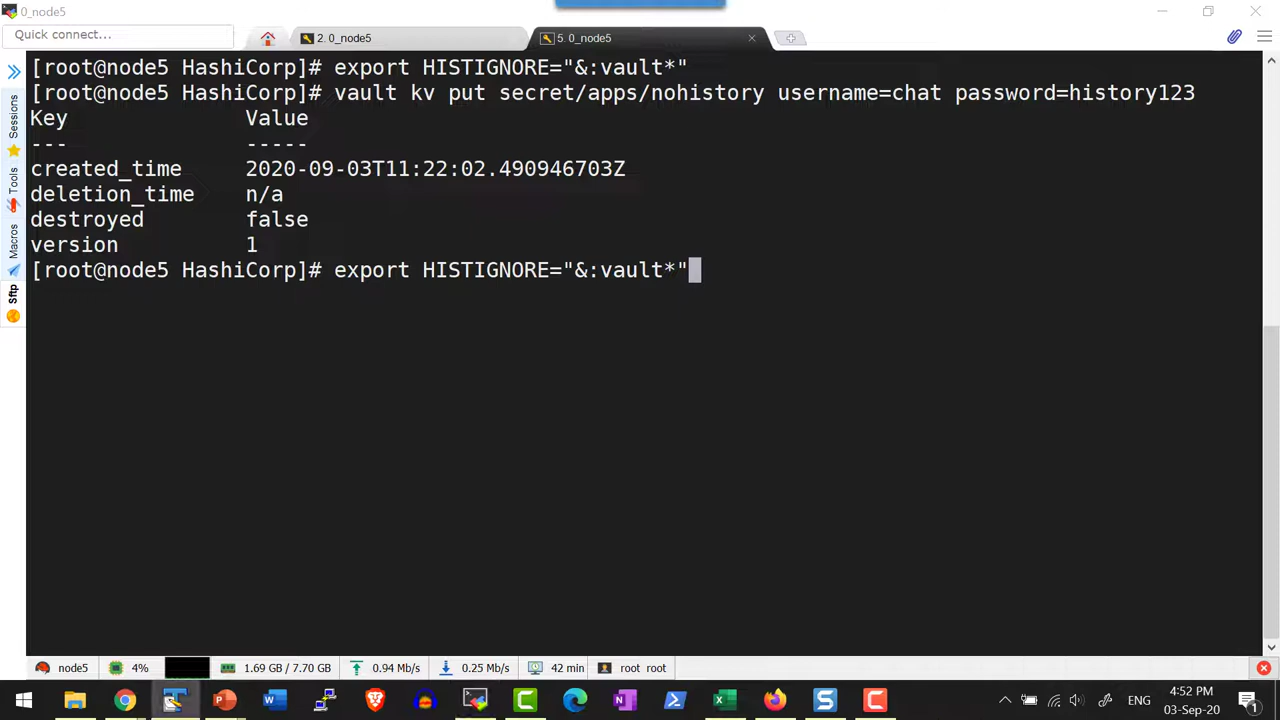 0_node5
Quick connect...
2. 0_node5
5. 0_node5
[root@node5 HashiCorp]# export HISTIGNORE="&:vault*"
[root@node5 HashiCorp]# vault kv put secret/apps/nohistory username=chat password=history123
Key Value
--- -----
created_time 2020-09-03T11:22:02.490946703Z
deletion_time n/a
destroyed false
version 1
[root@node5 HashiCorp]# export HISTIGNORE="&:vault*"
Sessions
Tools
Macros
Sftp
node5 4% 1.69 GB / 7.70 GB 0.94 Mb/s 0.25 Mb/s 42 min root root
ENG
4:52 PM
03-Sep-20
1